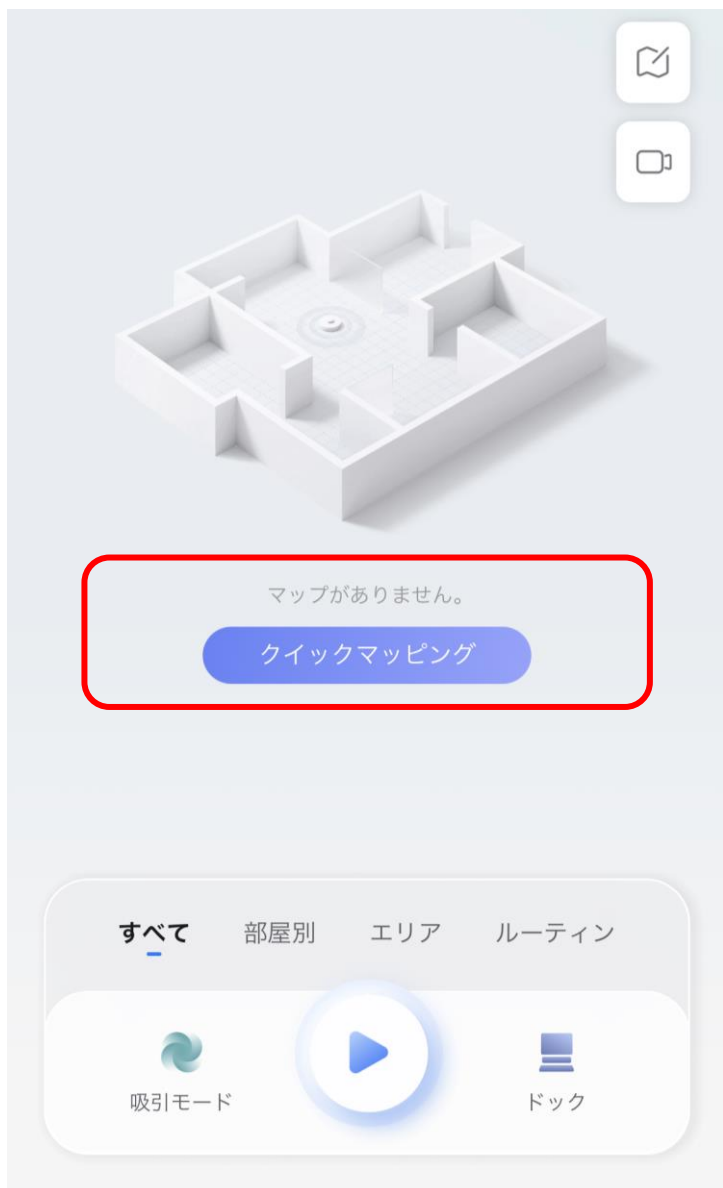 マップがありません。
クイックマッピング
すべて 部屋別 エリア ルーティン
吸引モード ドック